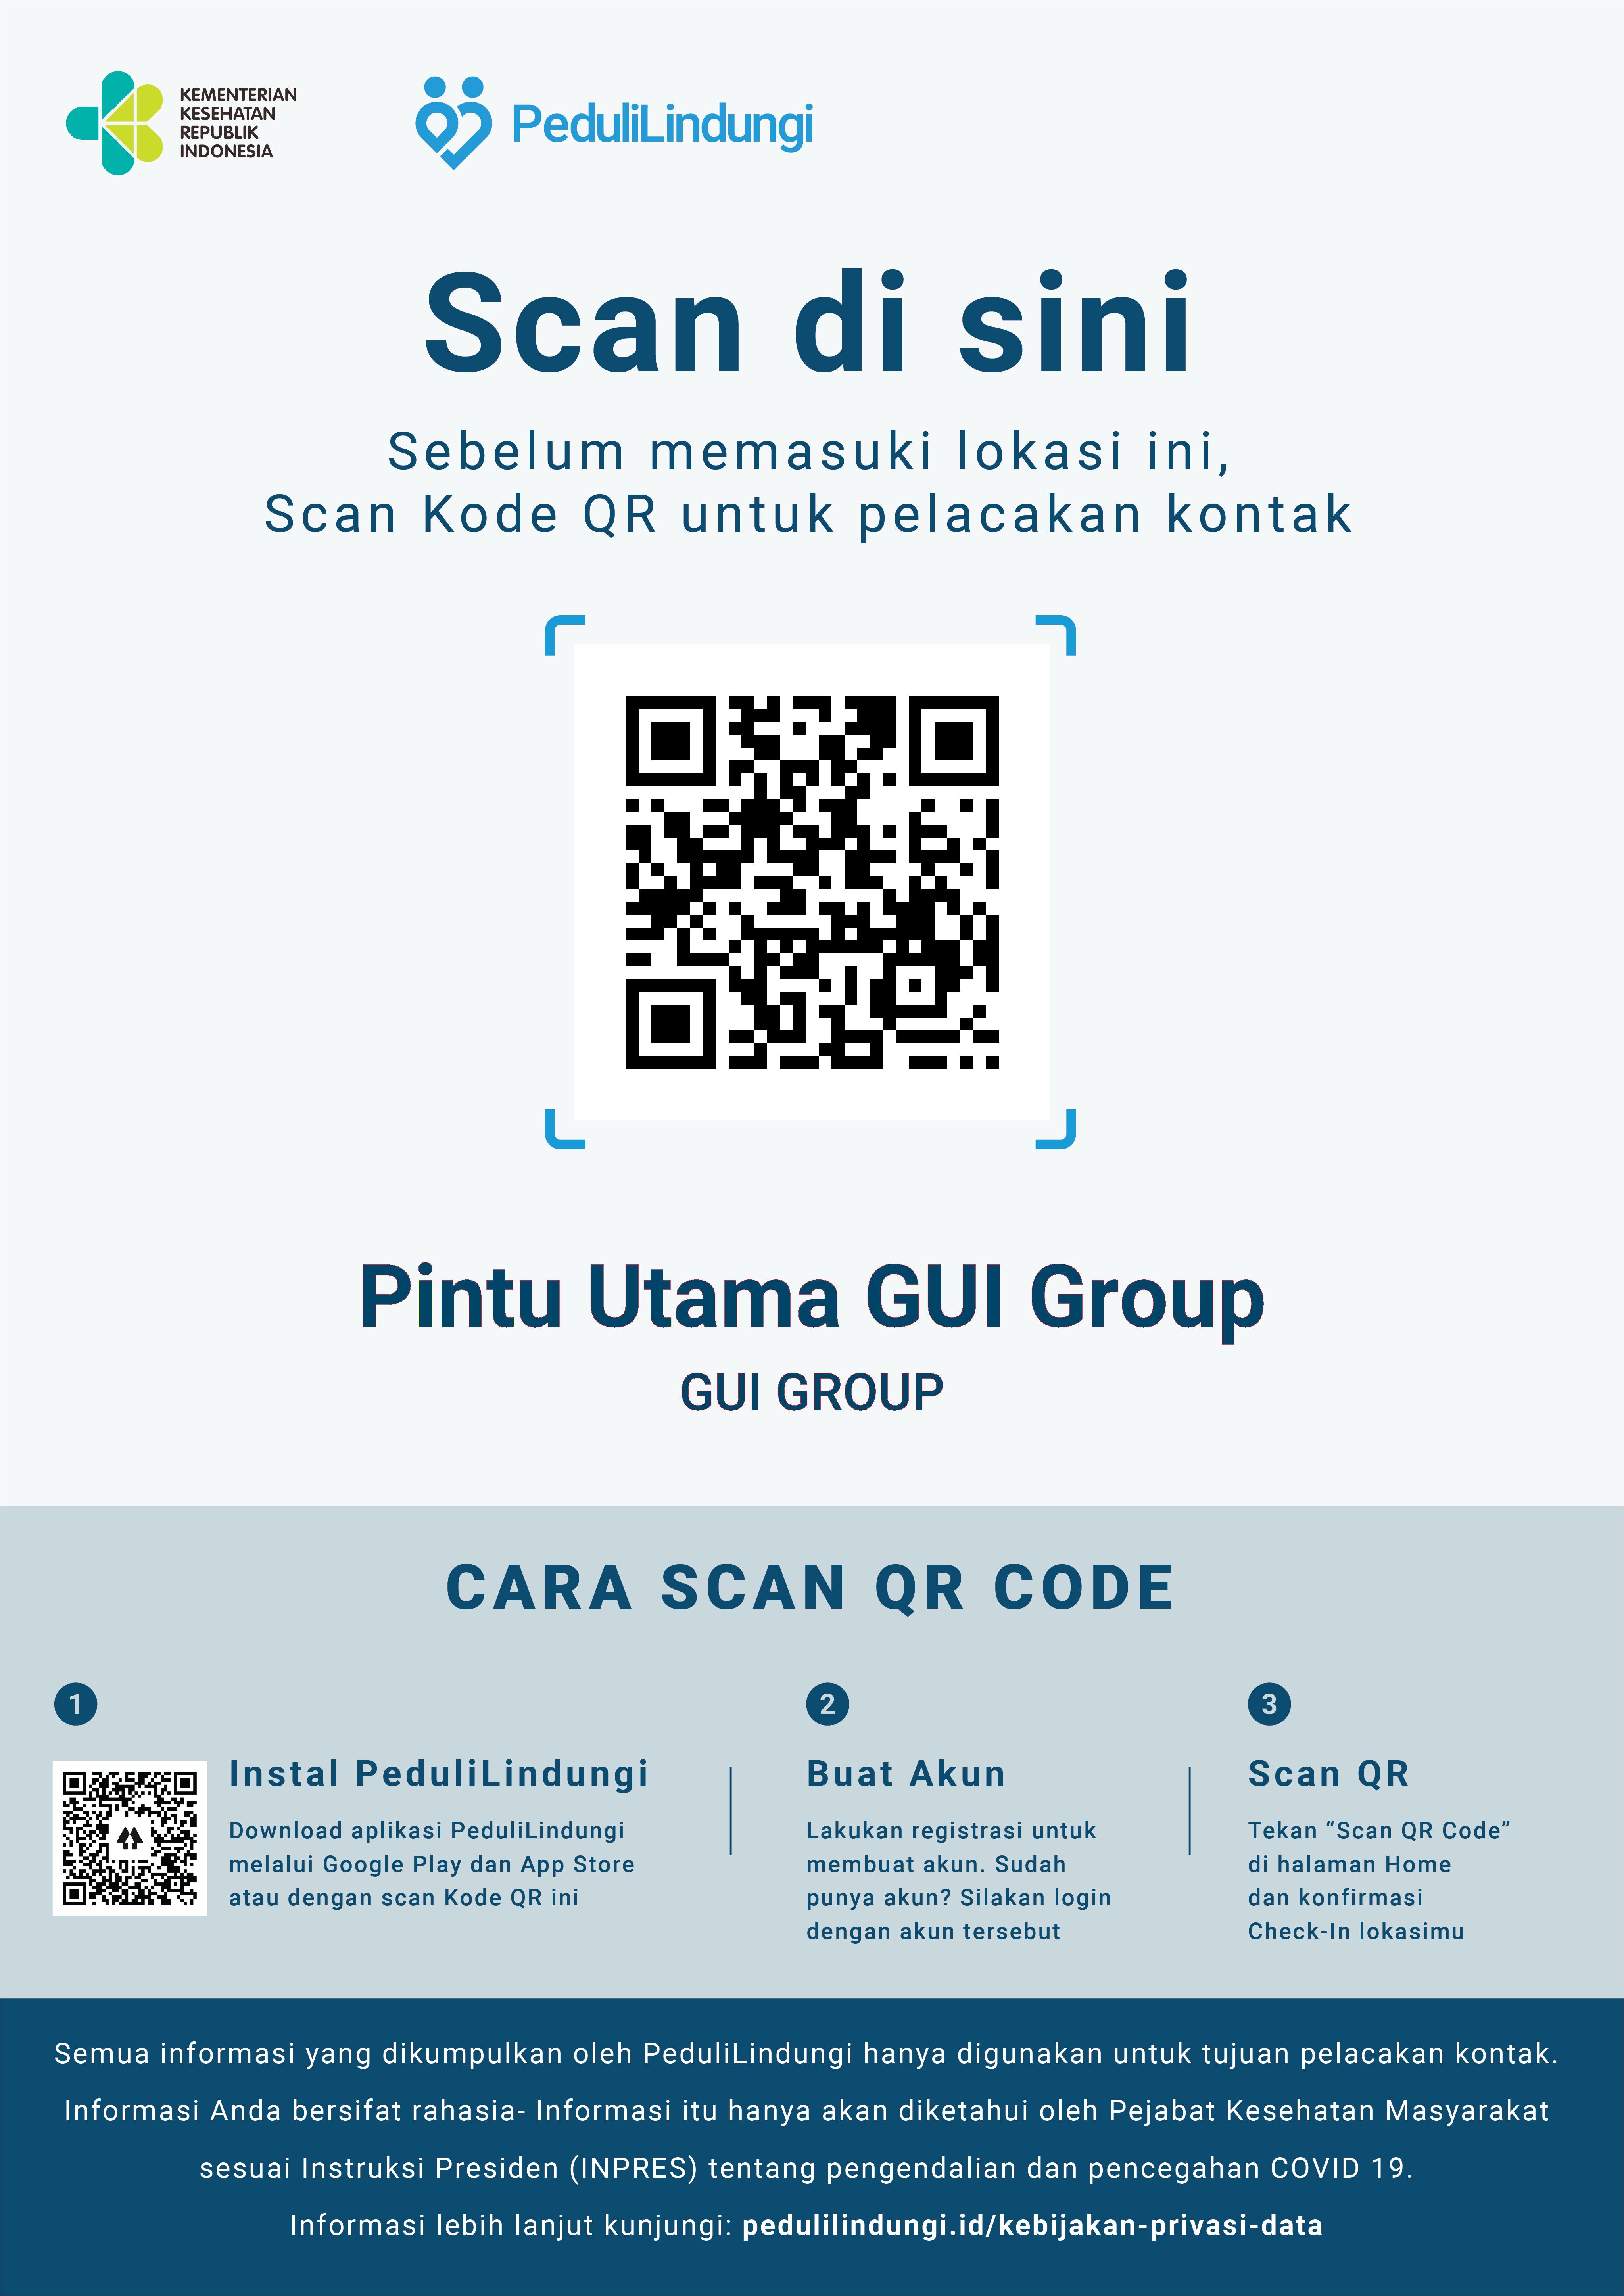 KEMENTERIAN
KESEHATAN
REPUBLIK
INDONESIA
PeduliLindungi
Scan di sini
Sebelum memasuki lokasi ini,
Scan Kode QR untuk pelacakan kontak
Pintu Utama GUI Group
GUI GROUP
CARA SCAN QR CODE
1
Instal PeduliLindungi
Download aplikasi PeduliLindungi
melalui Google Play dan App Store
atau dengan scan Kode QR ini
2
Buat Akun
Lakukan registrasi untuk
membuat akun. Sudah
punya akun? Silakan login
dengan akun tersebut
3
Scan QR
Tekan “Scan QR Code”
di halaman Home
dan konfirmasi
Check-In lokasimu
Semua informasi yang dikumpulkan oleh PeduliLindungi hanya digunakan untuk tujuan pelacakan kontak.
Informasi Anda bersifat rahasia- Informasi itu hanya akan diketahui oleh Pejabat Kesehatan Masyarakat
sesuai Instruksi Presiden (INPRES) tentang pengendalian dan pencegahan COVID 19.
Informasi lebih lanjut kunjungi: pedulilindungi.id/kebijakan-privasi-data